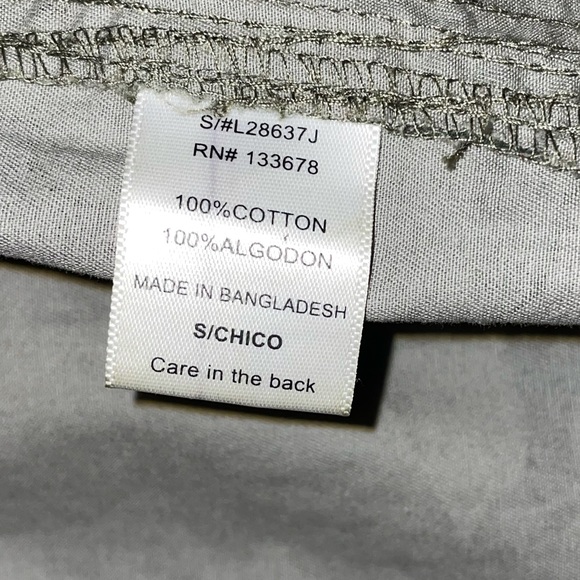 S/#L28637J
RN# 133678
100%COTTON
100%ALGODON
MADE IN BANGLADESH
S/CHICO
Care in the back